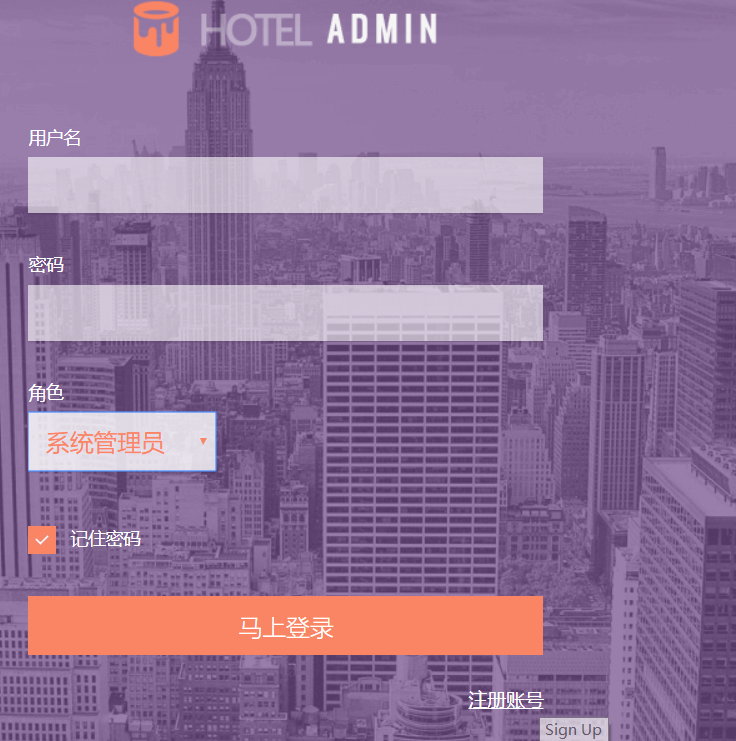 HOTEL ADMIN
用户名
密码
角色
系统管理员
记住密码
马上登录
注册账号
Sign Up